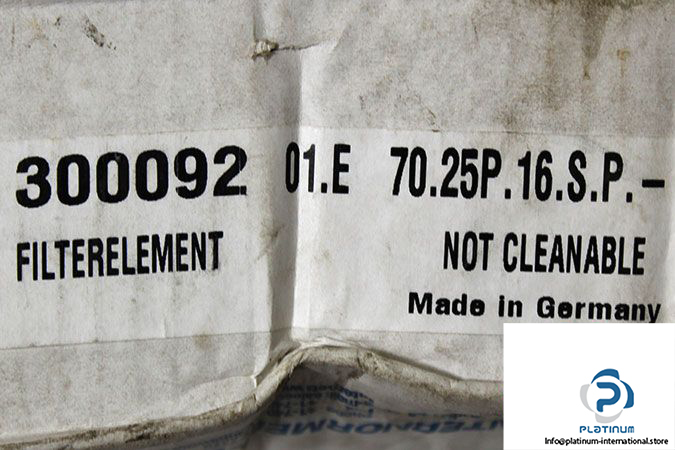 300092 01.E 70.25P.16.S.P.-
FILTERELEMENT NOT CLEANABLE
Made in Germany
PLATINUM
Info@platinum-international.store